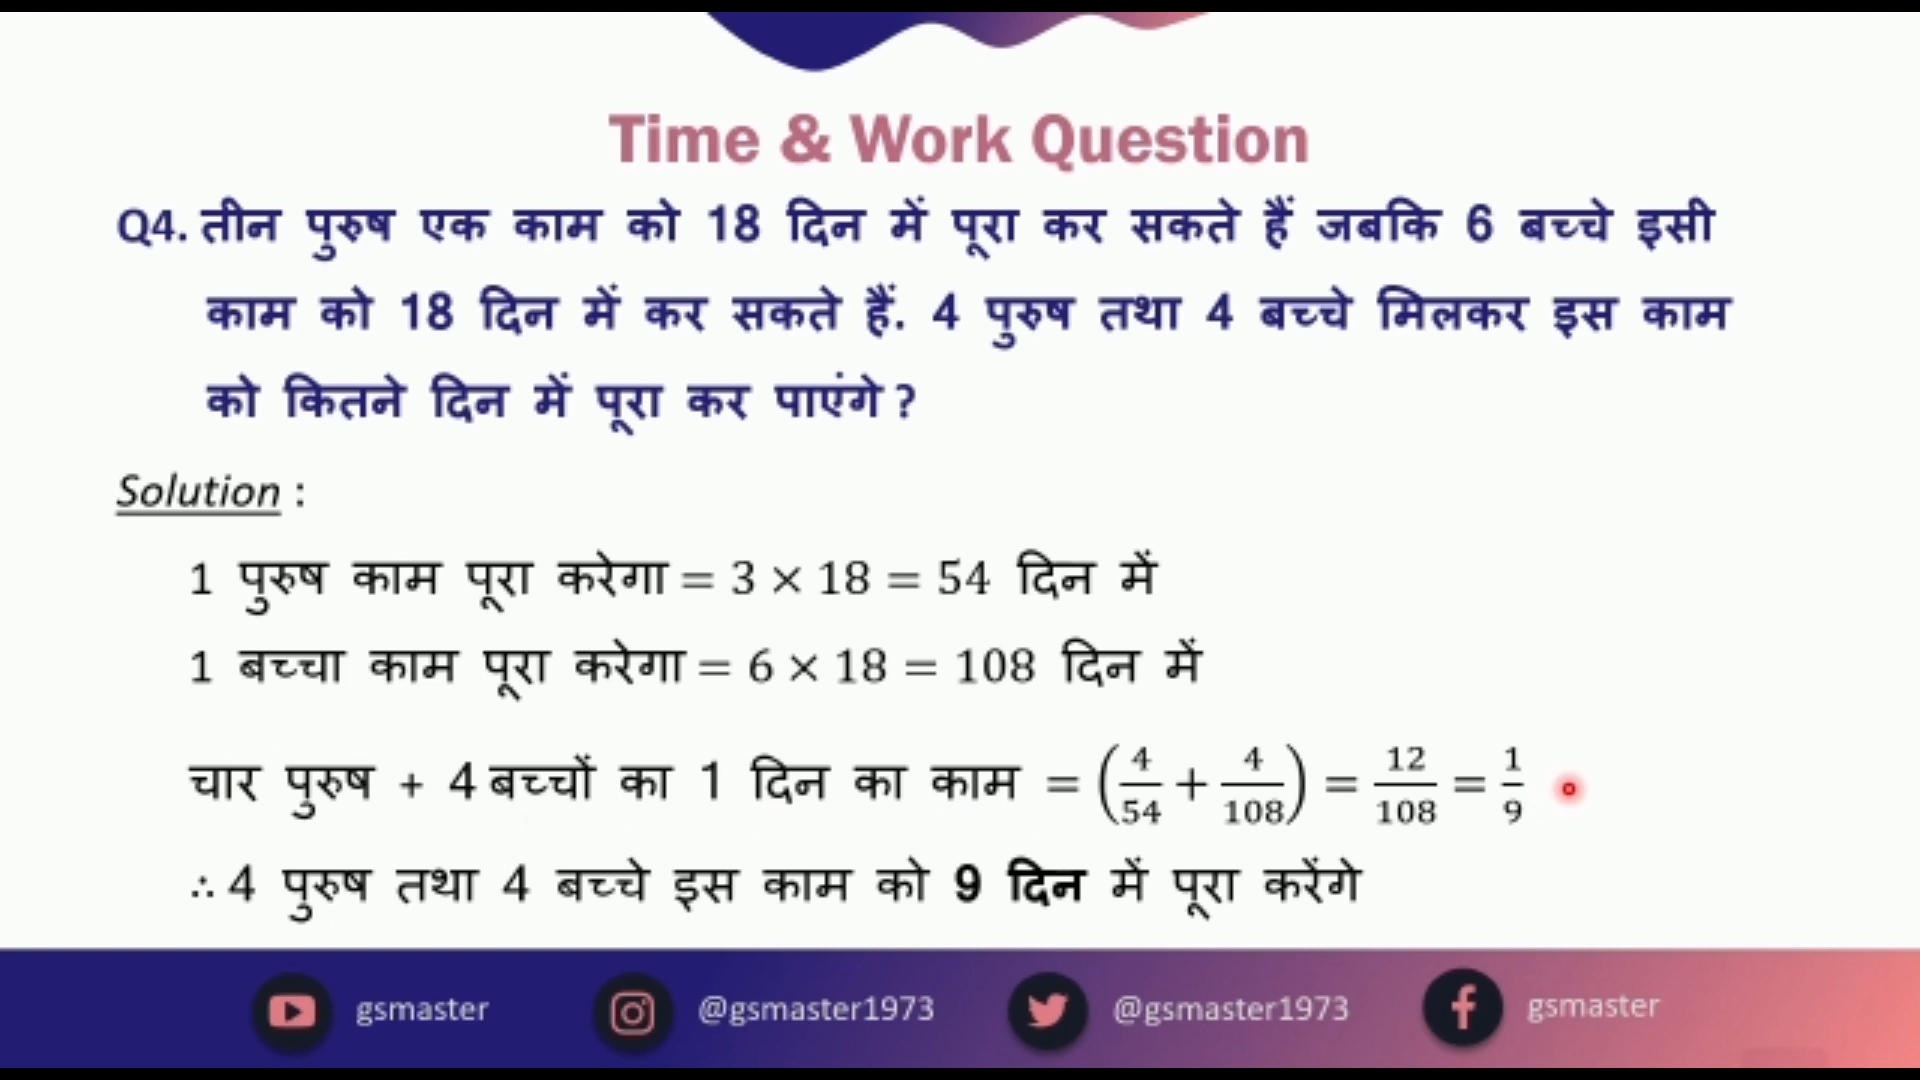 Time & Work Question
Q4. तीन पुरुष एक काम को 18 दिन में पूरा कर सकते हैं जबकि 6 बच्चे इसी
काम को 18 दिन में कर सकते हैं. 4 पुरुष तथा 4 बच्चे मिलकर इस काम
को कितने दिन में पूरा कर पाएंगे ?
Solution :
1 पुरुष काम पूरा करेगा = 3 × 18 = 54 दिन में
1 बच्चा काम पूरा करेगा = 6 × 18 = 108 दिन में
चार पुरुष + 4 बच्चों का 1 दिन का काम = (4/54 + 4/108) = 12/108 = 1/9
∴ 4 पुरुष तथा 4 बच्चे इस काम को 9 दिन में पूरा करेंगे
gsmaster @gsmaster1973 @gsmaster1973 gsmaster